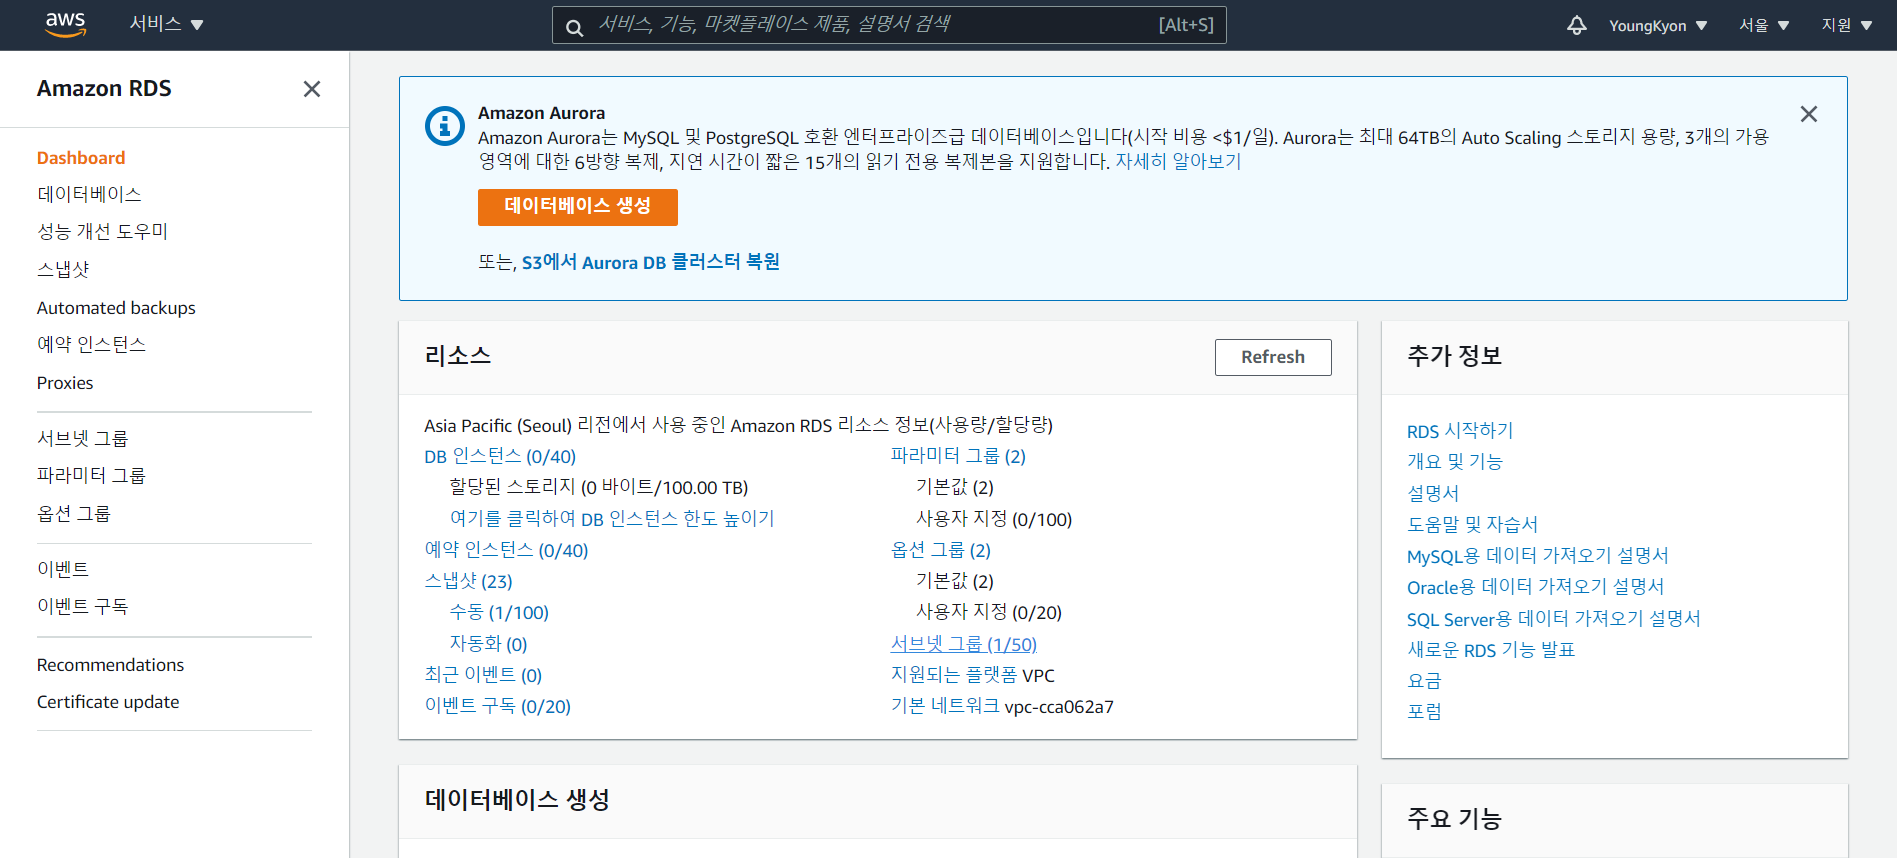 aws
서비스
서비스, 기능, 마켓플레이스 제품, 설명서 검색
[Alt+S]
YoungKyon
서울
지원
Amazon RDS
Dashboard
데이터베이스
성능 개선 도우미
스냅샷
Automated backups
예약 인스턴스
Proxies
서브넷 그룹
파라미터 그룹
옵션 그룹
이벤트
이벤트 구독
Recommendations
Certificate update
Amazon Aurora
Amazon Aurora는 MySQL 및 PostgreSQL 호환 엔터프라이즈급 데이터베이스입니다(시작 비용 <$1/일). Aurora는 최대 64TB의 Auto Scaling 스토리지 용량, 3개의 가용
영역에 대한 6방향 복제, 지연 시간이 짧은 15개의 읽기 전용 복제본을 지원합니다. 자세히 알아보기
데이터베이스 생성
또는, S3에서 Aurora DB 클러스터 복원
리소스
Refresh
Asia Pacific (Seoul) 리전에서 사용 중인 Amazon RDS 리소스 정보(사용량/할당량)
DB 인스턴스 (0/40)
할당된 스토리지 (0 바이트/100.00 TB)
여기를 클릭하여 DB 인스턴스 한도 높이기
예약 인스턴스 (0/40)
스냅샷 (23)
수동 (1/100)
자동화 (0)
최근 이벤트 (0)
이벤트 구독 (0/20)
파라미터 그룹 (2)
기본값 (2)
사용자 지정 (0/100)
옵션 그룹 (2)
기본값 (2)
사용자 지정 (0/20)
서브넷 그룹 (1/50)
지원되는 플랫폼 VPC
기본 네트워크 vpc-cca062a7
데이터베이스 생성
추가 정보
RDS 시작하기
개요 및 기능
설명서
도움말 및 자습서
MySQL용 데이터 가져오기 설명서
Oracle용 데이터 가져오기 설명서
SQL Server용 데이터 가져오기 설명서
새로운 RDS 기능 발표
요금
포럼
주요 기능